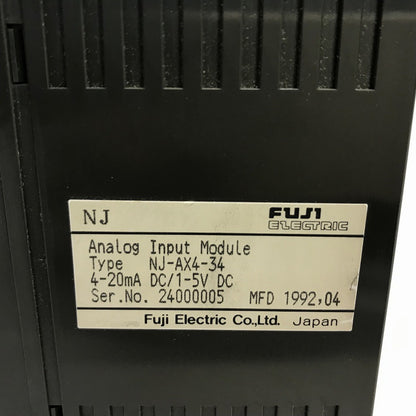 NJ FUJI
ELECTRIC
Analog Input Module
Type NJ-AX4-34
4-20mA DC/1-5V DC
Ser.No. 24000005 MFD 1992,04
Fuji Electric Co.,Ltd. Japan